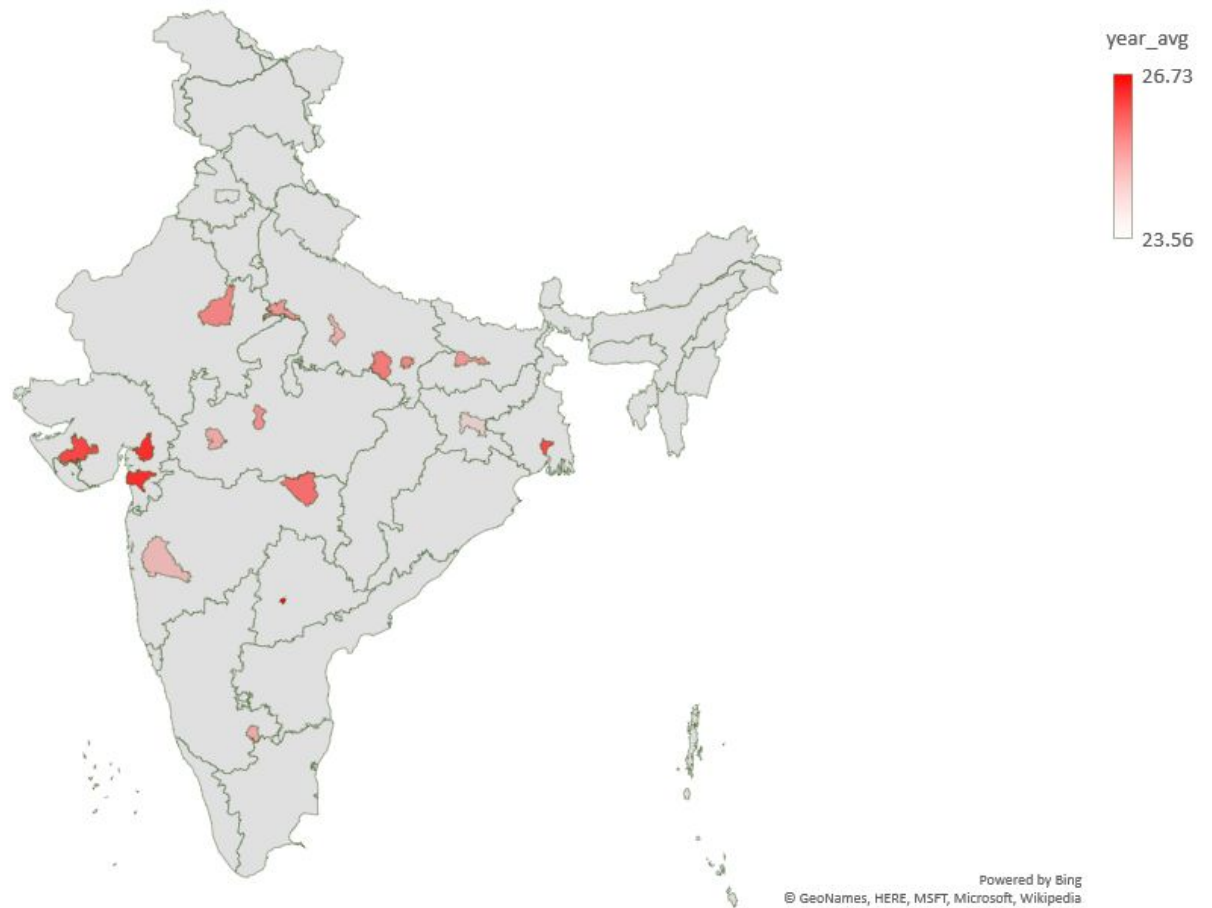 year_avg
26.73
23.56
Powered by Bing
© GeoNames, HERE, MSFT, Microsoft, Wikipedia